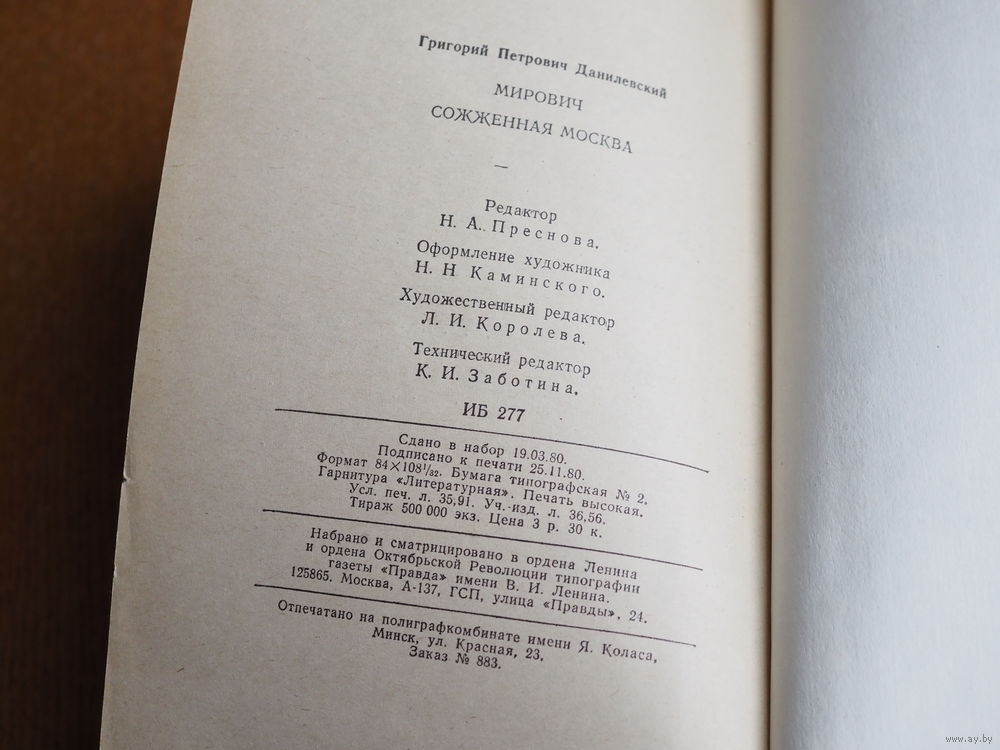 Григорий Петрович Данилевский
МИРОВИЧ
СОЖЖЕННАЯ МОСКВА
—
Редактор
Н. А. Преснова.
Оформление художника
Н. Н Каминского.
Художественный редактор
Л. И. Королева.
Технический редактор
К. И. Заботина.
ИБ 277
Сдано в набор 19.03.80.
Подписано к печати 25.11.80.
Формат 84×108¹/₃₂. Бумага типографская № 2.
Гарнитура «Литературная». Печать высокая.
Усл. печ. л. 35,91. Уч.-изд. л. 36,56.
Тираж 500 000 экз. Цена 3 р. 30 к.
Набрано и сматрицировано в ордена Ленина
и ордена Октябрьской Революции типографии
газеты «Правда» имени В. И. Ленина.
125865. Москва, А-137, ГСП, улица «Правды», 24.
Отпечатано на полиграфкомбинате имени Я. Коласа,
Минск, ул. Красная, 23.
Заказ № 883.
www.ay.by